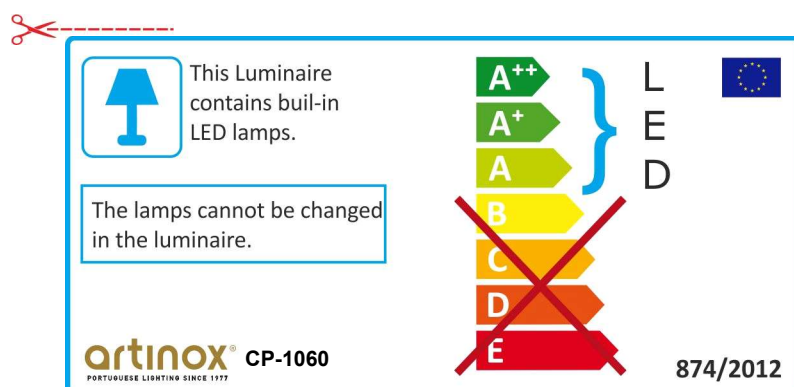 This Luminaire
contains buil-in
LED lamps.
The lamps cannot be changed
in the luminaire.
artinox® CP-1060
PORTUGUESE LIGHTING SINCE 1977
A++
A+
A
B
C
D
E
L
E
D
874/2012